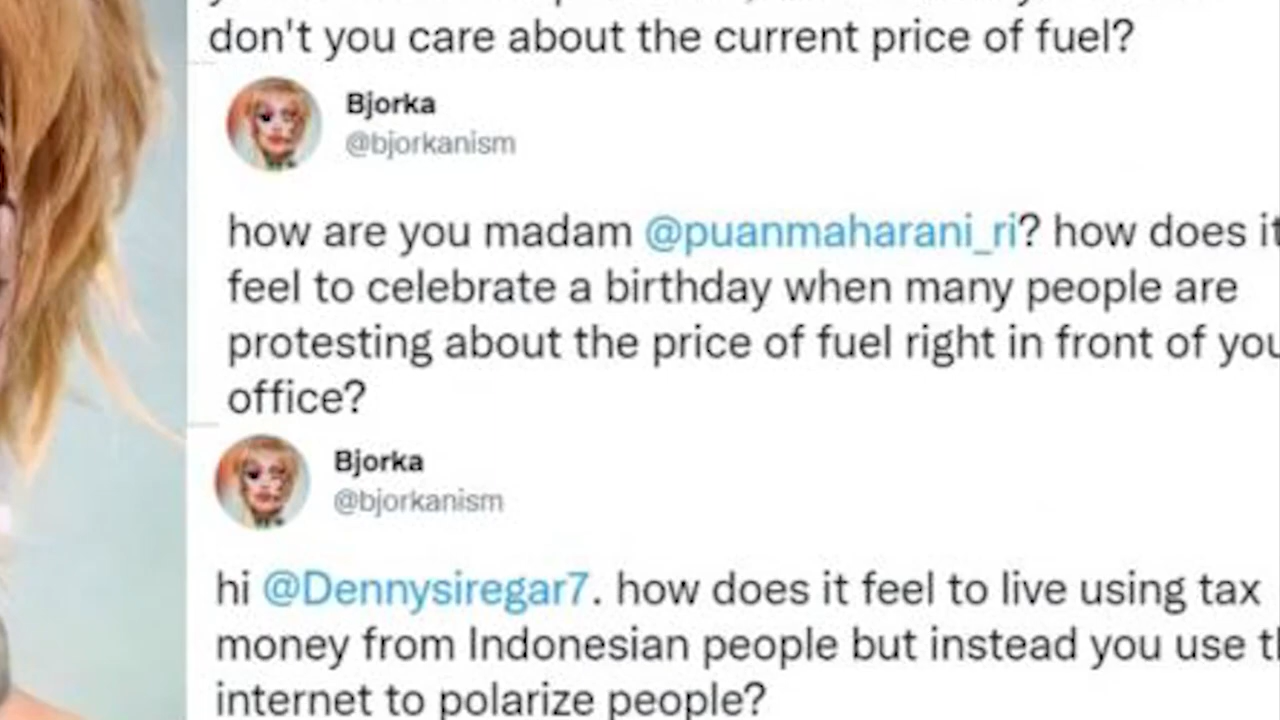 don't you care about the current price of fuel?
Bjorka
@bjorkanism
how are you madam @puanmaharani_ri? how does it
feel to celebrate a birthday when many people are
protesting about the price of fuel right in front of you
office?
Bjorka
@bjorkanism
hi @Dennysiregar7. how does it feel to live using tax
money from Indonesian people but instead you use t
internet to polarize people?